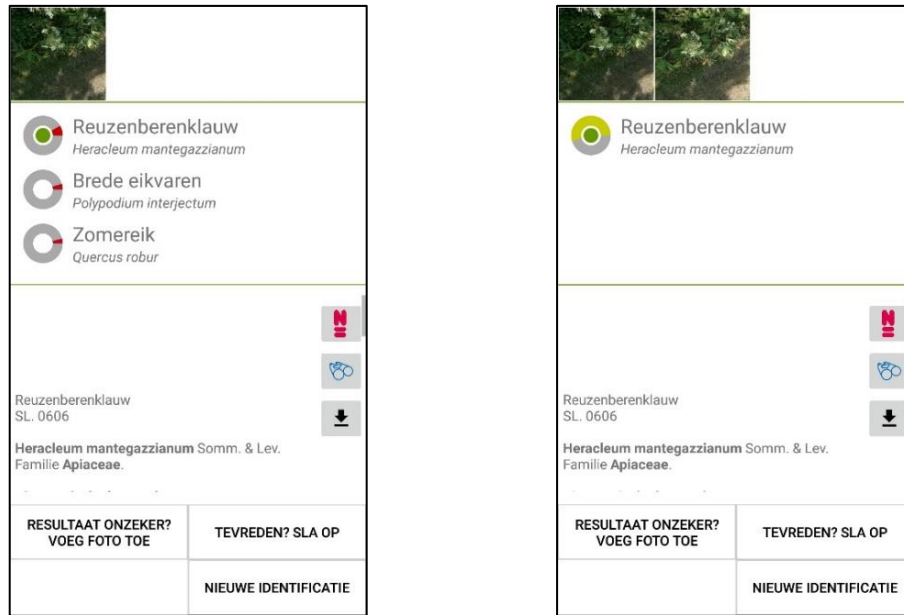 Reuzenberenklauw
Heracleum mantegazzianum
Brede eikvaren
Polypodium interjectum
Zomereik
Quercus robur
Reuzenberenklauw
SL. 0606
Heracleum mantegazzianum Somm. & Lev.
Familie Apiaceae.
RESULTAAT ONZEKER?
VOEG FOTO TOE
TEVREDEN? SLA OP
NIEUWE IDENTIFICATIE
Reuzenberenklauw
Heracleum mantegazzianum
Reuzenberenklauw
SL. 0606
Heracleum mantegazzianum Somm. & Lev.
Familie Apiaceae.
RESULTAAT ONZEKER?
VOEG FOTO TOE
TEVREDEN? SLA OP
NIEUWE IDENTIFICATIE